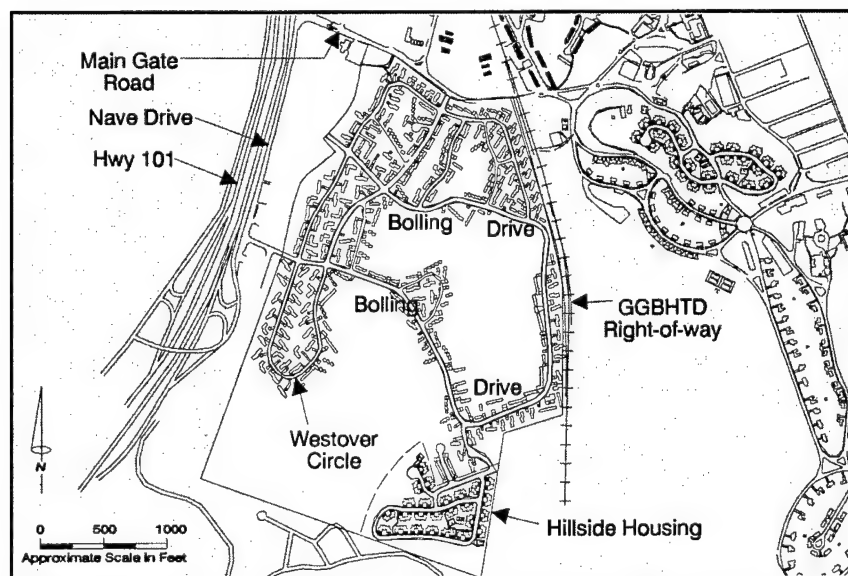 Main Gate
Road
Nave Drive
Hwy 101
Bolling Drive
Bolling
GGBHTD
Right-of-way
Drive
Westover
Circle
N
Hillside Housing
0 500 1000
Approximate Scale in Feet